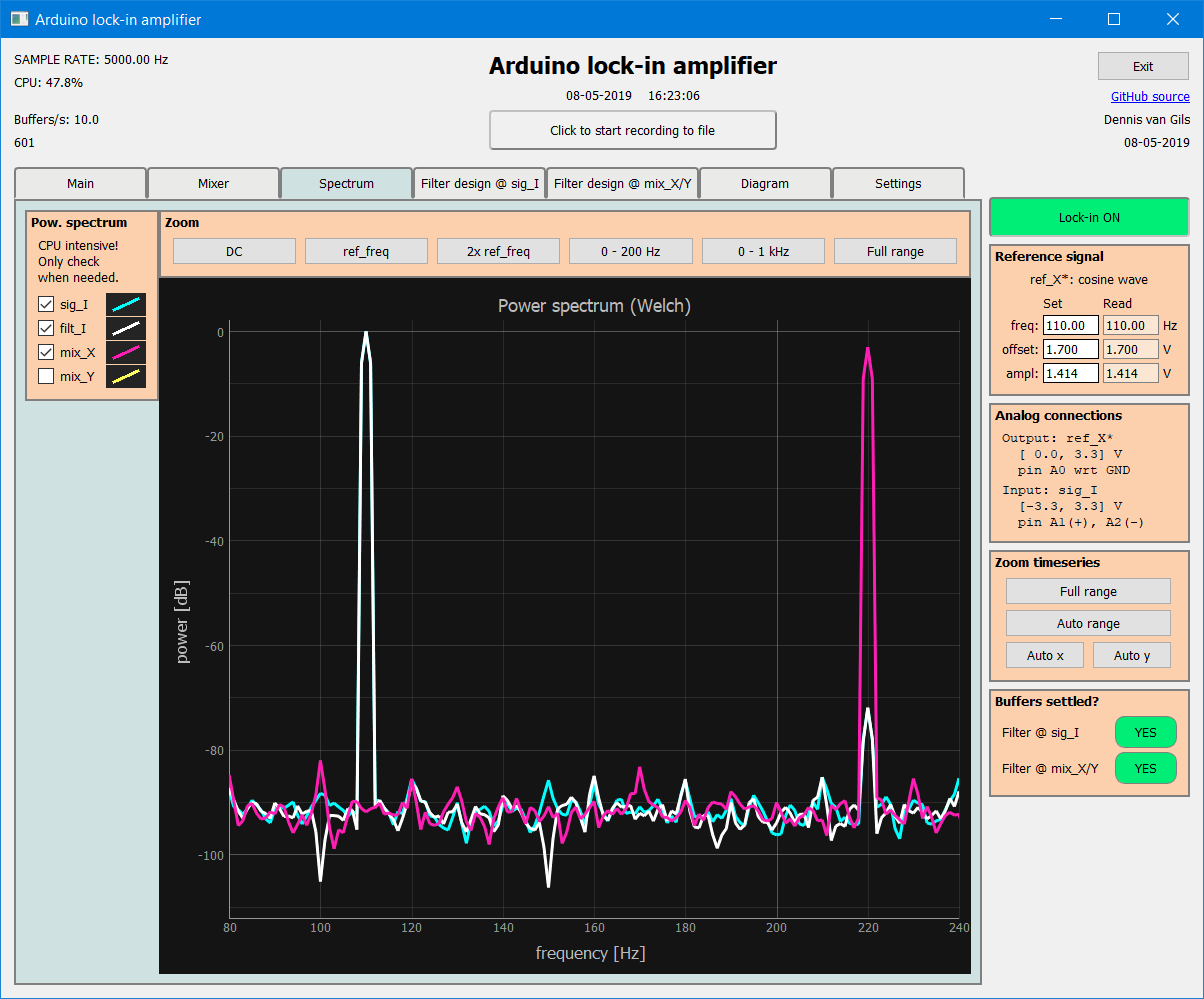 Arduino lock-in amplifier
SAMPLE RATE: 5000.00 Hz
CPU: 47.8%
Buffers/s: 10.0
601
Arduino lock-in amplifier
08-05-2019 16:23:06
Click to start recording to file
Exit
GitHub source
Dennis van Gils
08-05-2019
Main Mixer Spectrum Filter design @ sig_I Filter design @ mix_X/Y Diagram Settings
Pow. spectrum
CPU intensive!
Only check
when needed.
sig_I
filt_I
mix_X
mix_Y
Zoom
DC ref_freq 2x ref_freq 0 - 200 Hz 0 - 1 kHz Full range
Power spectrum (Welch)
power [dB]
0
-20
-40
-60
-80
-100
80 100 120 140 160 180 200 220 240
frequency [Hz]
Lock-in ON
Reference signal
ref_X*: cosine wave
Set Read
freq: 110.00 110.00 Hz
offset: 1.700 1.700 V
ampl: 1.414 1.414 V
Analog connections
Output: ref_X*
[ 0.0, 3.3] V
pin A0 wrt GND
Input: sig_I
[-3.3, 3.3] V
pin A1(+), A2(-)
Zoom timeseries
Full range
Auto range
Auto x Auto y
Buffers settled?
Filter @ sig_I YES
Filter @ mix_X/Y YES